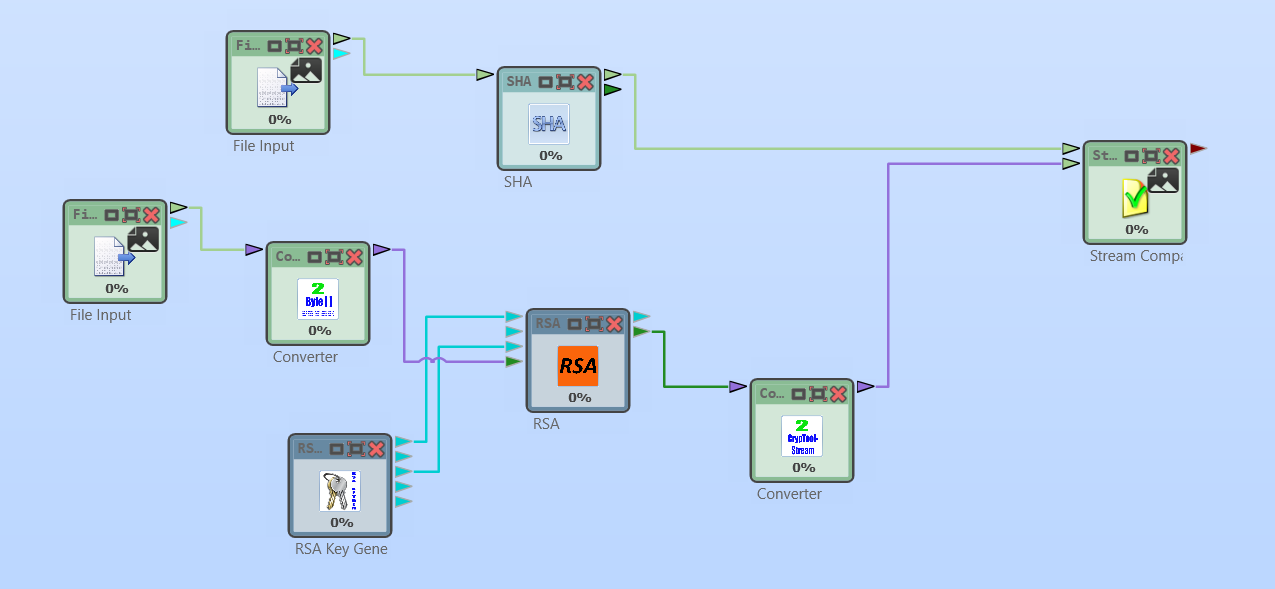 Fi...
0%
File Input
SHA
SHA
0%
SHA
St...
0%
Stream Compa
Fi...
0%
File Input
Co...
2
Byte[]
0%
Converter
RSA
RSA
0%
RSA
Co...
2
CrypTool-
Stream
0%
Converter
RS...
0%
RSA Key Gene